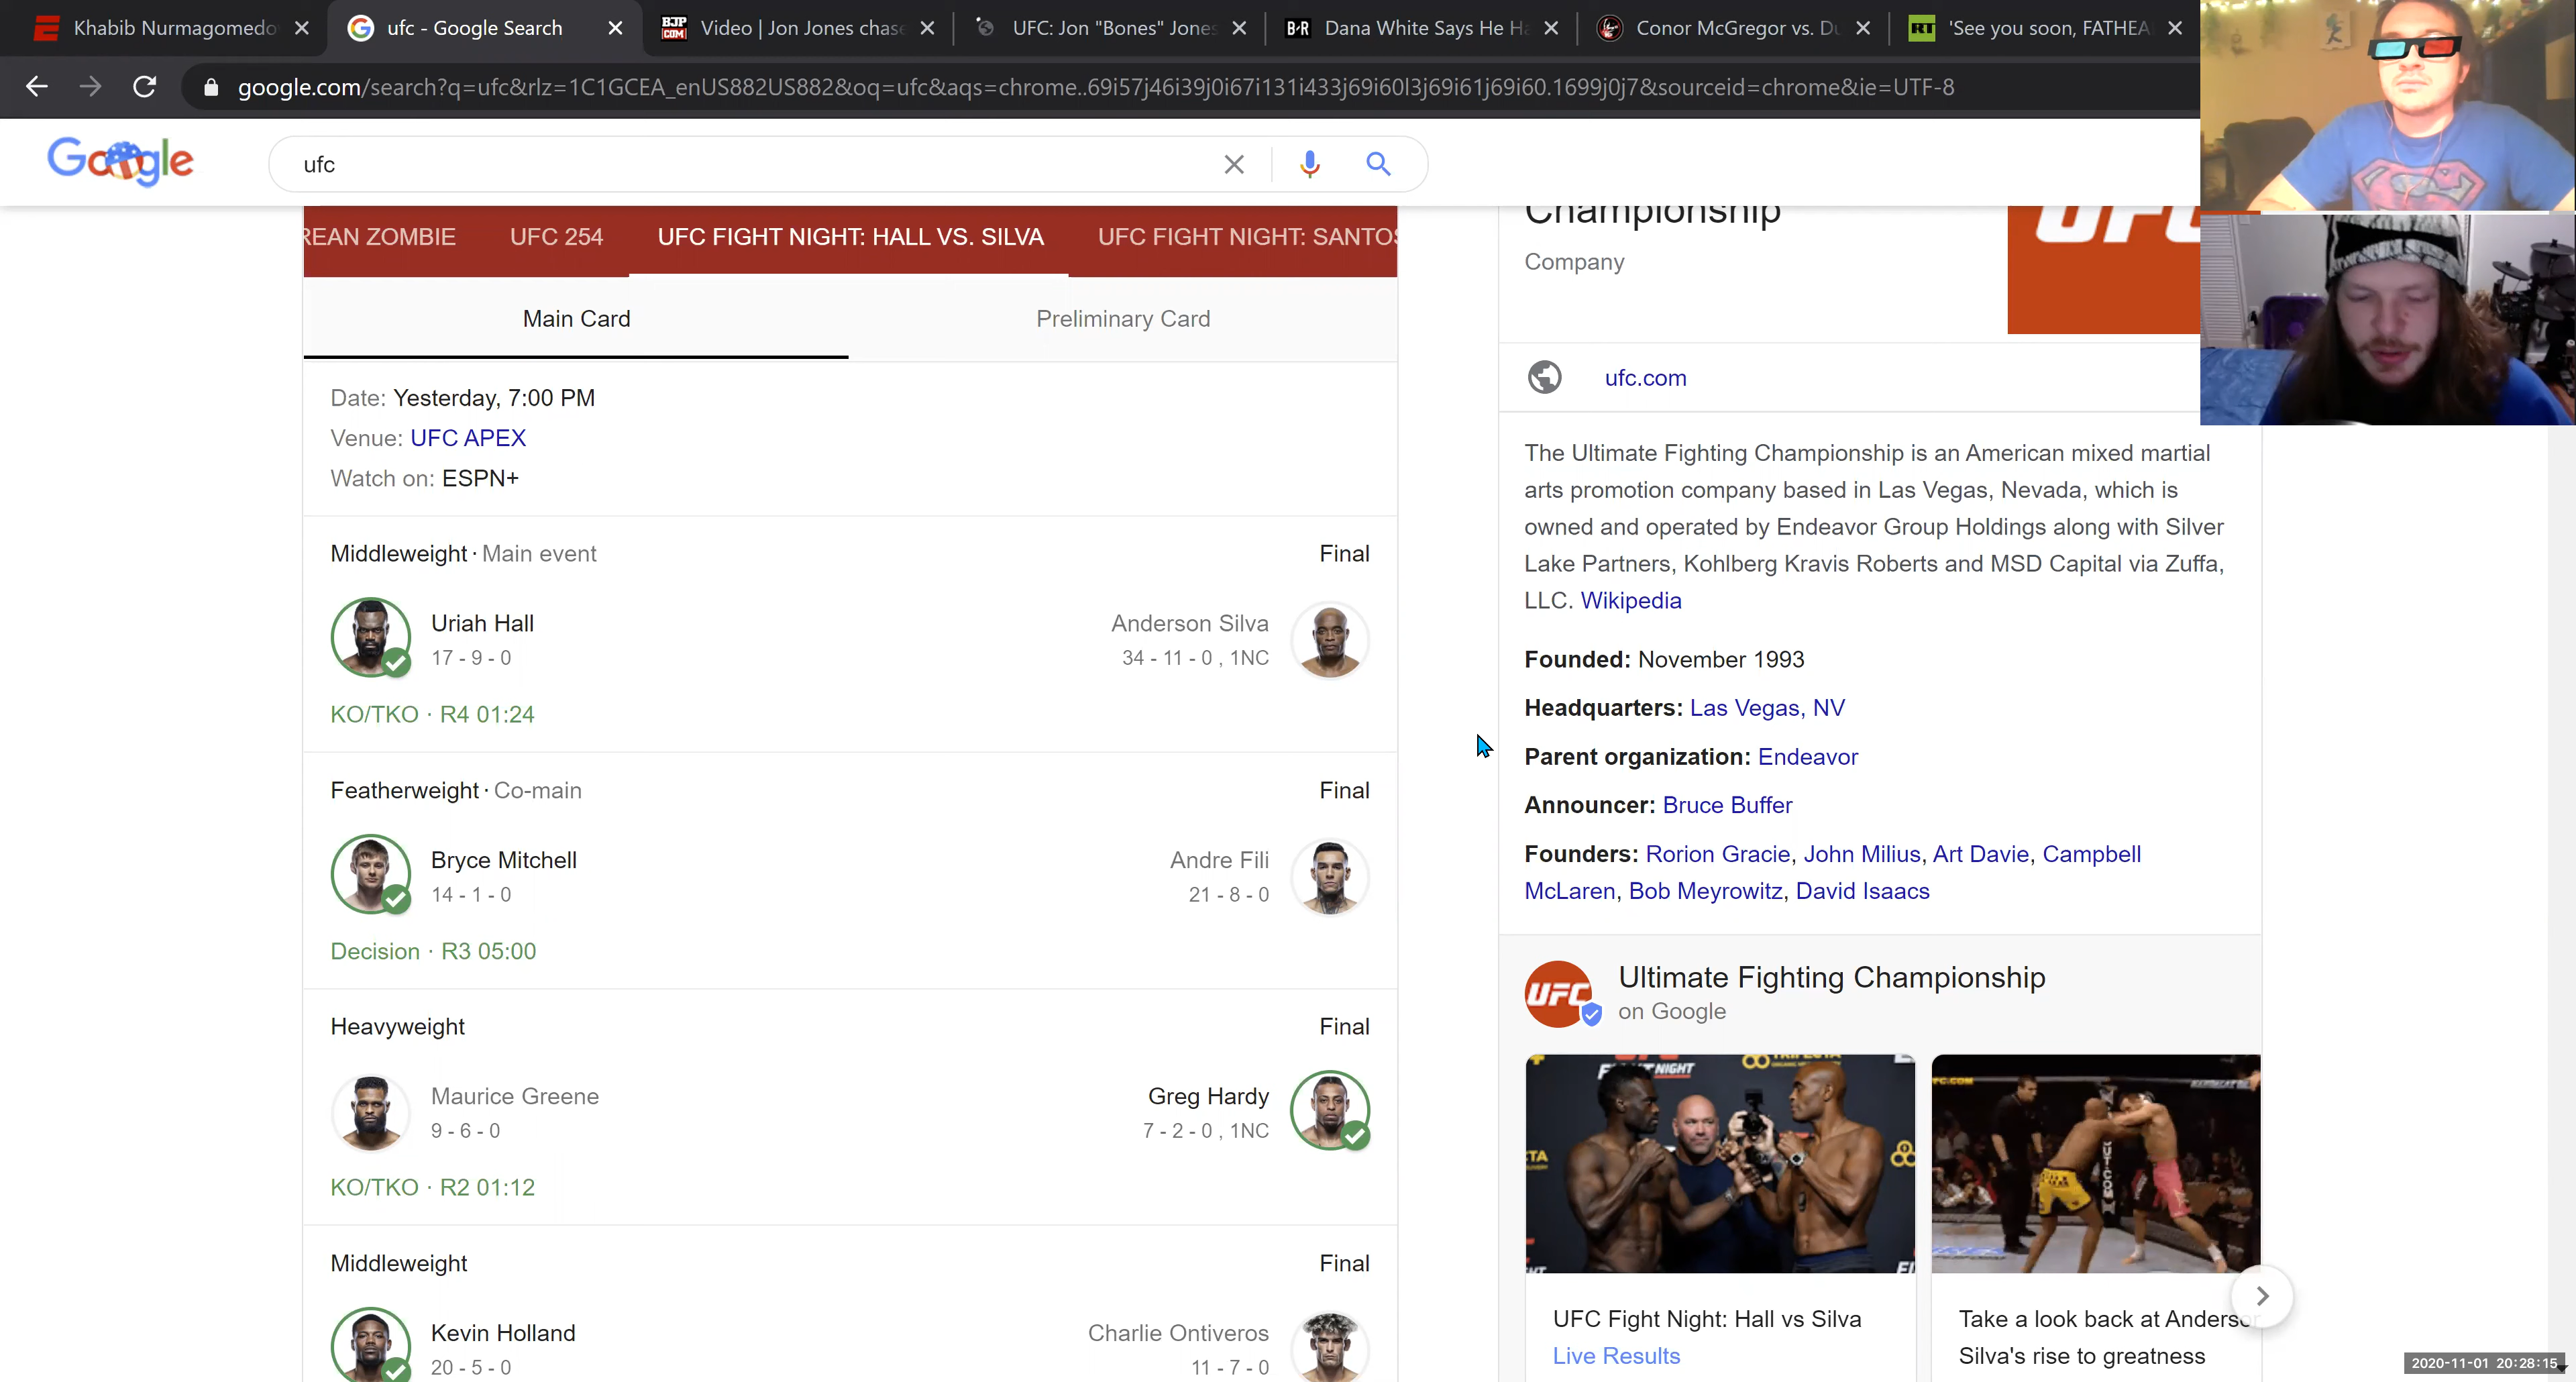 Khabib Nurmagomedo
ufc - Google Search
Video | Jon Jones chase
UFC: Jon "Bones" Jones
Dana White Says He Ha
Conor McGregor vs. Du
'See you soon, FATHEA
google.com/search?q=ufc&rlz=1C1GCEA_enUS882US882&oq=ufc&aqs=chrome..69i57j46i39j0i67i131i433j69i60l3j69i61j69i60.1699j0j7&sourceid=chrome&ie=UTF-8
Google
ufc
REAN ZOMBIE
UFC 254
UFC FIGHT NIGHT: HALL VS. SILVA
UFC FIGHT NIGHT: SANTOS
Main Card
Preliminary Card
Date: Yesterday, 7:00 PM
Venue: UFC APEX
Watch on: ESPN+
Middleweight · Main event
Final
Uriah Hall
17 - 9 - 0
Anderson Silva
34 - 11 - 0 , 1NC
KO/TKO · R4 01:24
Featherweight · Co-main
Final
Bryce Mitchell
14 - 1 - 0
Andre Fili
21 - 8 - 0
Decision · R3 05:00
Heavyweight
Final
Maurice Greene
9 - 6 - 0
Greg Hardy
7 - 2 - 0 , 1NC
KO/TKO · R2 01:12
Middleweight
Final
Kevin Holland
20 - 5 - 0
Charlie Ontiveros
11 - 7 - 0
Championship
Company
UFC
ufc.com
The Ultimate Fighting Championship is an American mixed martial
arts promotion company based in Las Vegas, Nevada, which is
owned and operated by Endeavor Group Holdings along with Silver
Lake Partners, Kohlberg Kravis Roberts and MSD Capital via Zuffa,
LLC. Wikipedia
Founded: November 1993
Headquarters: Las Vegas, NV
Parent organization: Endeavor
Announcer: Bruce Buffer
Founders: Rorion Gracie, John Milius, Art Davie, Campbell
McLaren, Bob Meyrowitz, David Isaacs
UFC
Ultimate Fighting Championship
on Google
UFC Fight Night: Hall vs Silva
Live Results
Take a look back at Anderso
Silva's rise to greatness
2020-11-01 20:28:15